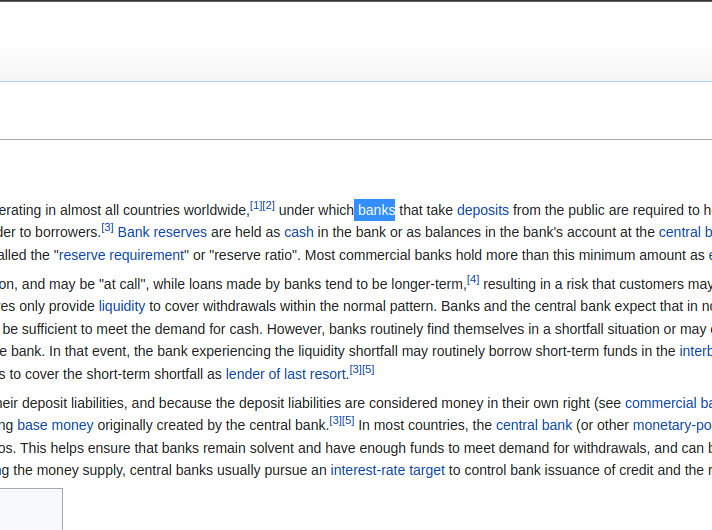 erating in almost all countries worldwide,[1][2] under which banks that take deposits from the public are required to h
der to borrowers.[3] Bank reserves are held as cash in the bank or as balances in the bank's account at the central b
alled the "reserve requirement" or "reserve ratio". Most commercial banks hold more than this minimum amount as e
on, and may be "at call", while loans made by banks tend to be longer-term,[4] resulting in a risk that customers may
es only provide liquidity to cover withdrawals within the normal pattern. Banks and the central bank expect that in no
be sufficient to meet the demand for cash. However, banks routinely find themselves in a shortfall situation or may
e bank. In that event, the bank experiencing the liquidity shortfall may routinely borrow short-term funds in the interb
s to cover the short-term shortfall as lender of last resort.[3][5]
heir deposit liabilities, and because the deposit liabilities are considered money in their own right (see commercial ba
ng base money originally created by the central bank.[3][5] In most countries, the central bank (or other monetary-po
os. This helps ensure that banks remain solvent and have enough funds to meet demand for withdrawals, and can b
g the money supply, central banks usually pursue an interest-rate target to control bank issuance of credit and the r